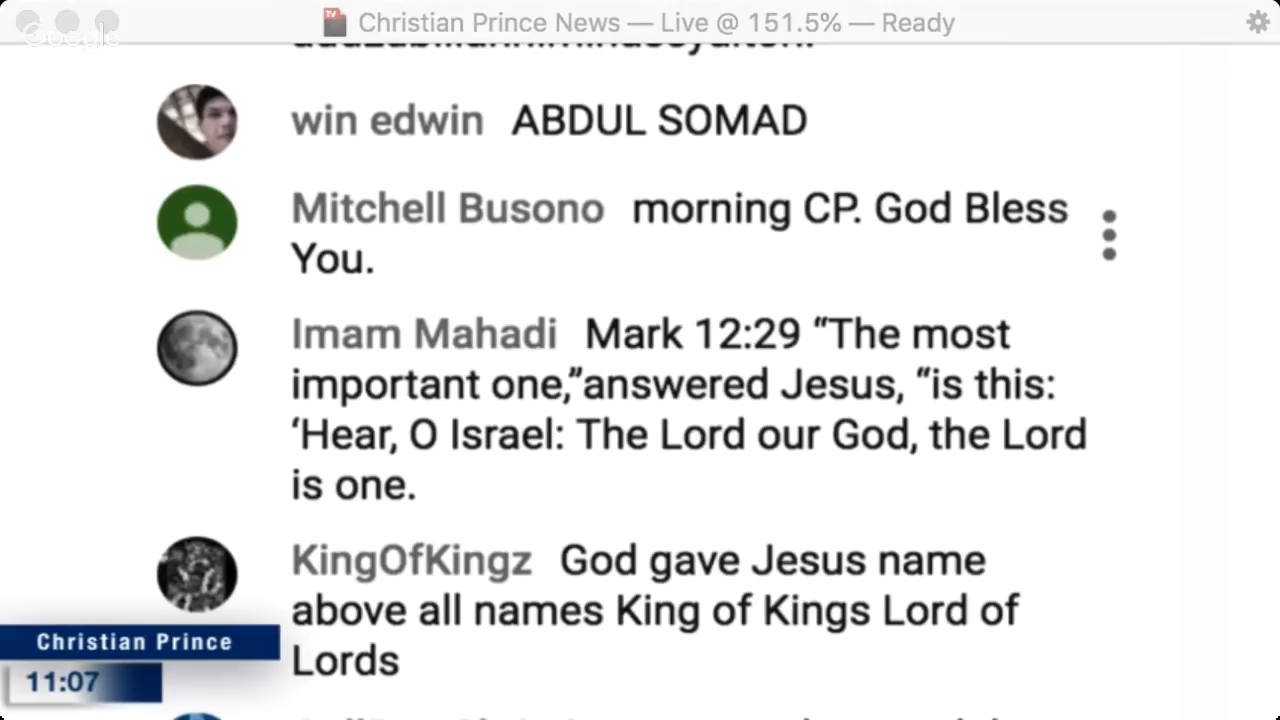 Christian Prince News — Live @ 151.5% — Ready
Google
win edwin ABDUL SOMAD
Mitchell Busono morning CP. God Bless
You.
Imam Mahadi Mark 12:29 “The most
important one,”answered Jesus, “is this:
‘Hear, O Israel: The Lord our God, the Lord
is one.
KingOfKingz God gave Jesus name
above all names King of Kings Lord of
Lords
Christian Prince
11:07